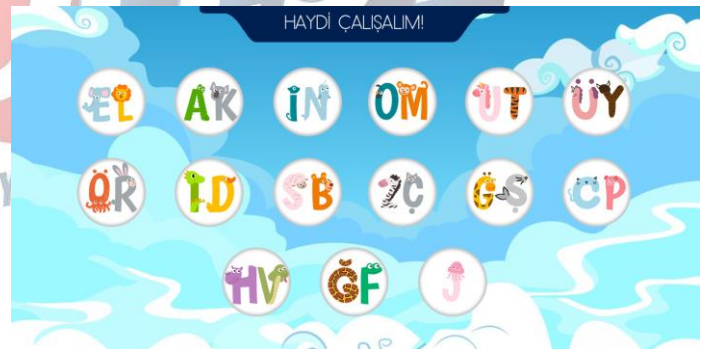 HAYDİ ÇALIŞALIM!
EL AK İN OM UT ÜY
ÖR ID SB ZÇ GŞ CP
HV ĞF J